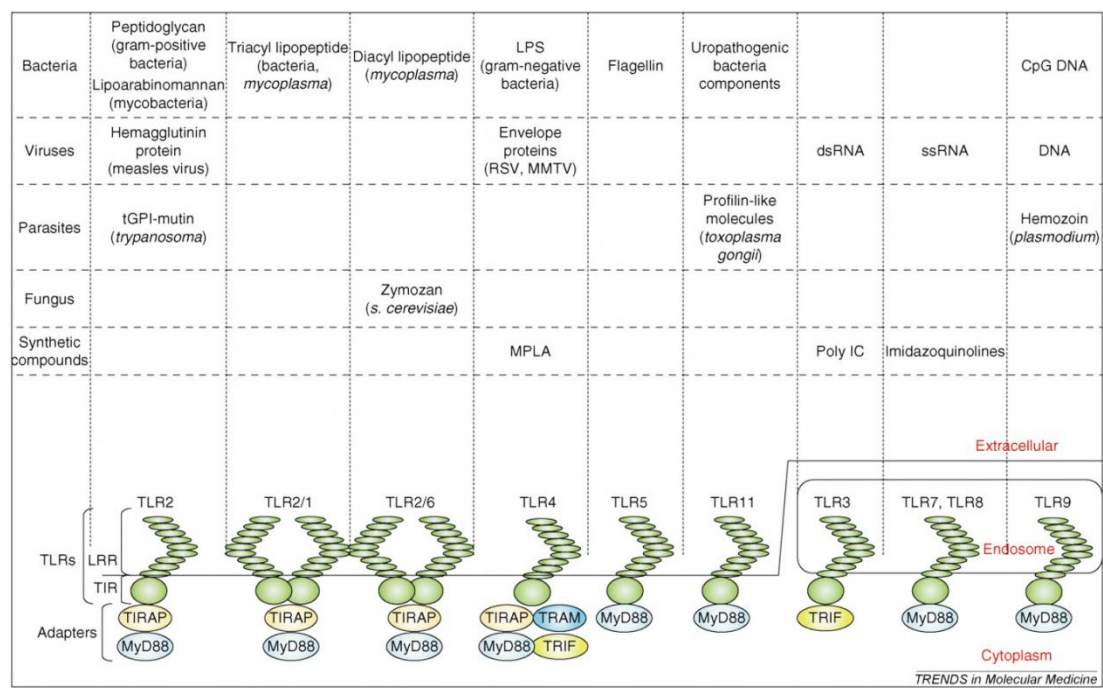 Bacteria
Peptidoglycan
(gram-positive
bacteria)
Lipoarabinomannan
(mycobacteria)
Triacyl lipopeptide
(bacteria,
mycoplasma)
Diacyl lipopeptide
(mycoplasma)
LPS
(gram-negative
bacteria)
Flagellin
Uropathogenic
bacteria
components
CpG DNA
Viruses
Hemagglutinin
protein
(measles virus)
Envelope
proteins
(RSV, MMTV)
dsRNA
ssRNA
DNA
Parasites
tGPI-mutin
(trypanosoma)
Profilin-like
molecules
(toxoplasma
gongii)
Hemozoin
(plasmodium)
Fungus
Zymozan
(s. cerevisiae)
Synthetic
compounds
MPLA
Poly IC
Imidazoquinolines
Extracellular
TLR2
TLR2/1
TLR2/6
TLR4
TLR5
TLR11
TLR3
TLR7, TLR8
TLR9
TLRs
LRR
Endosome
TIR
Adapters
TIRAP
MyD88
TIRAP
MyD88
TIRAP
MyD88
TIRAP
TRAM
MyD88
TRIF
MyD88
MyD88
TRIF
MyD88
MyD88
Cytoplasm
TRENDS in Molecular Medicine